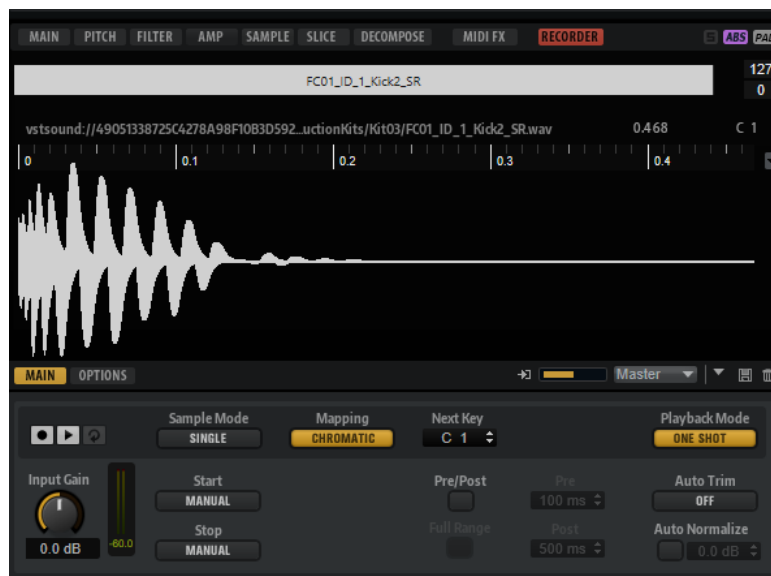 MAIN PITCH FILTER AMP SAMPLE SLICE DECOMPOSE MIDI FX RECORDER S ABS PAD
FC01_ID_1_Kick2_SR 127
0
vstsound://49051338725C4278A98F10B3D592...uctionKits/Kit03/FC01_ID_1_Kick2_SR.wav 0.468 C 1
0 0.1 0.2 0.3 0.4
MAIN OPTIONS Master
Sample Mode Mapping Next Key Playback Mode
SINGLE CHROMATIC C 1 ONE SHOT
Input Gain Start Pre/Post Pre Auto Trim
MANUAL 100 ms OFF
Stop Full Range Post Auto Normalize
0.0 dB -60.0 MANUAL 500 ms 0.0 dB